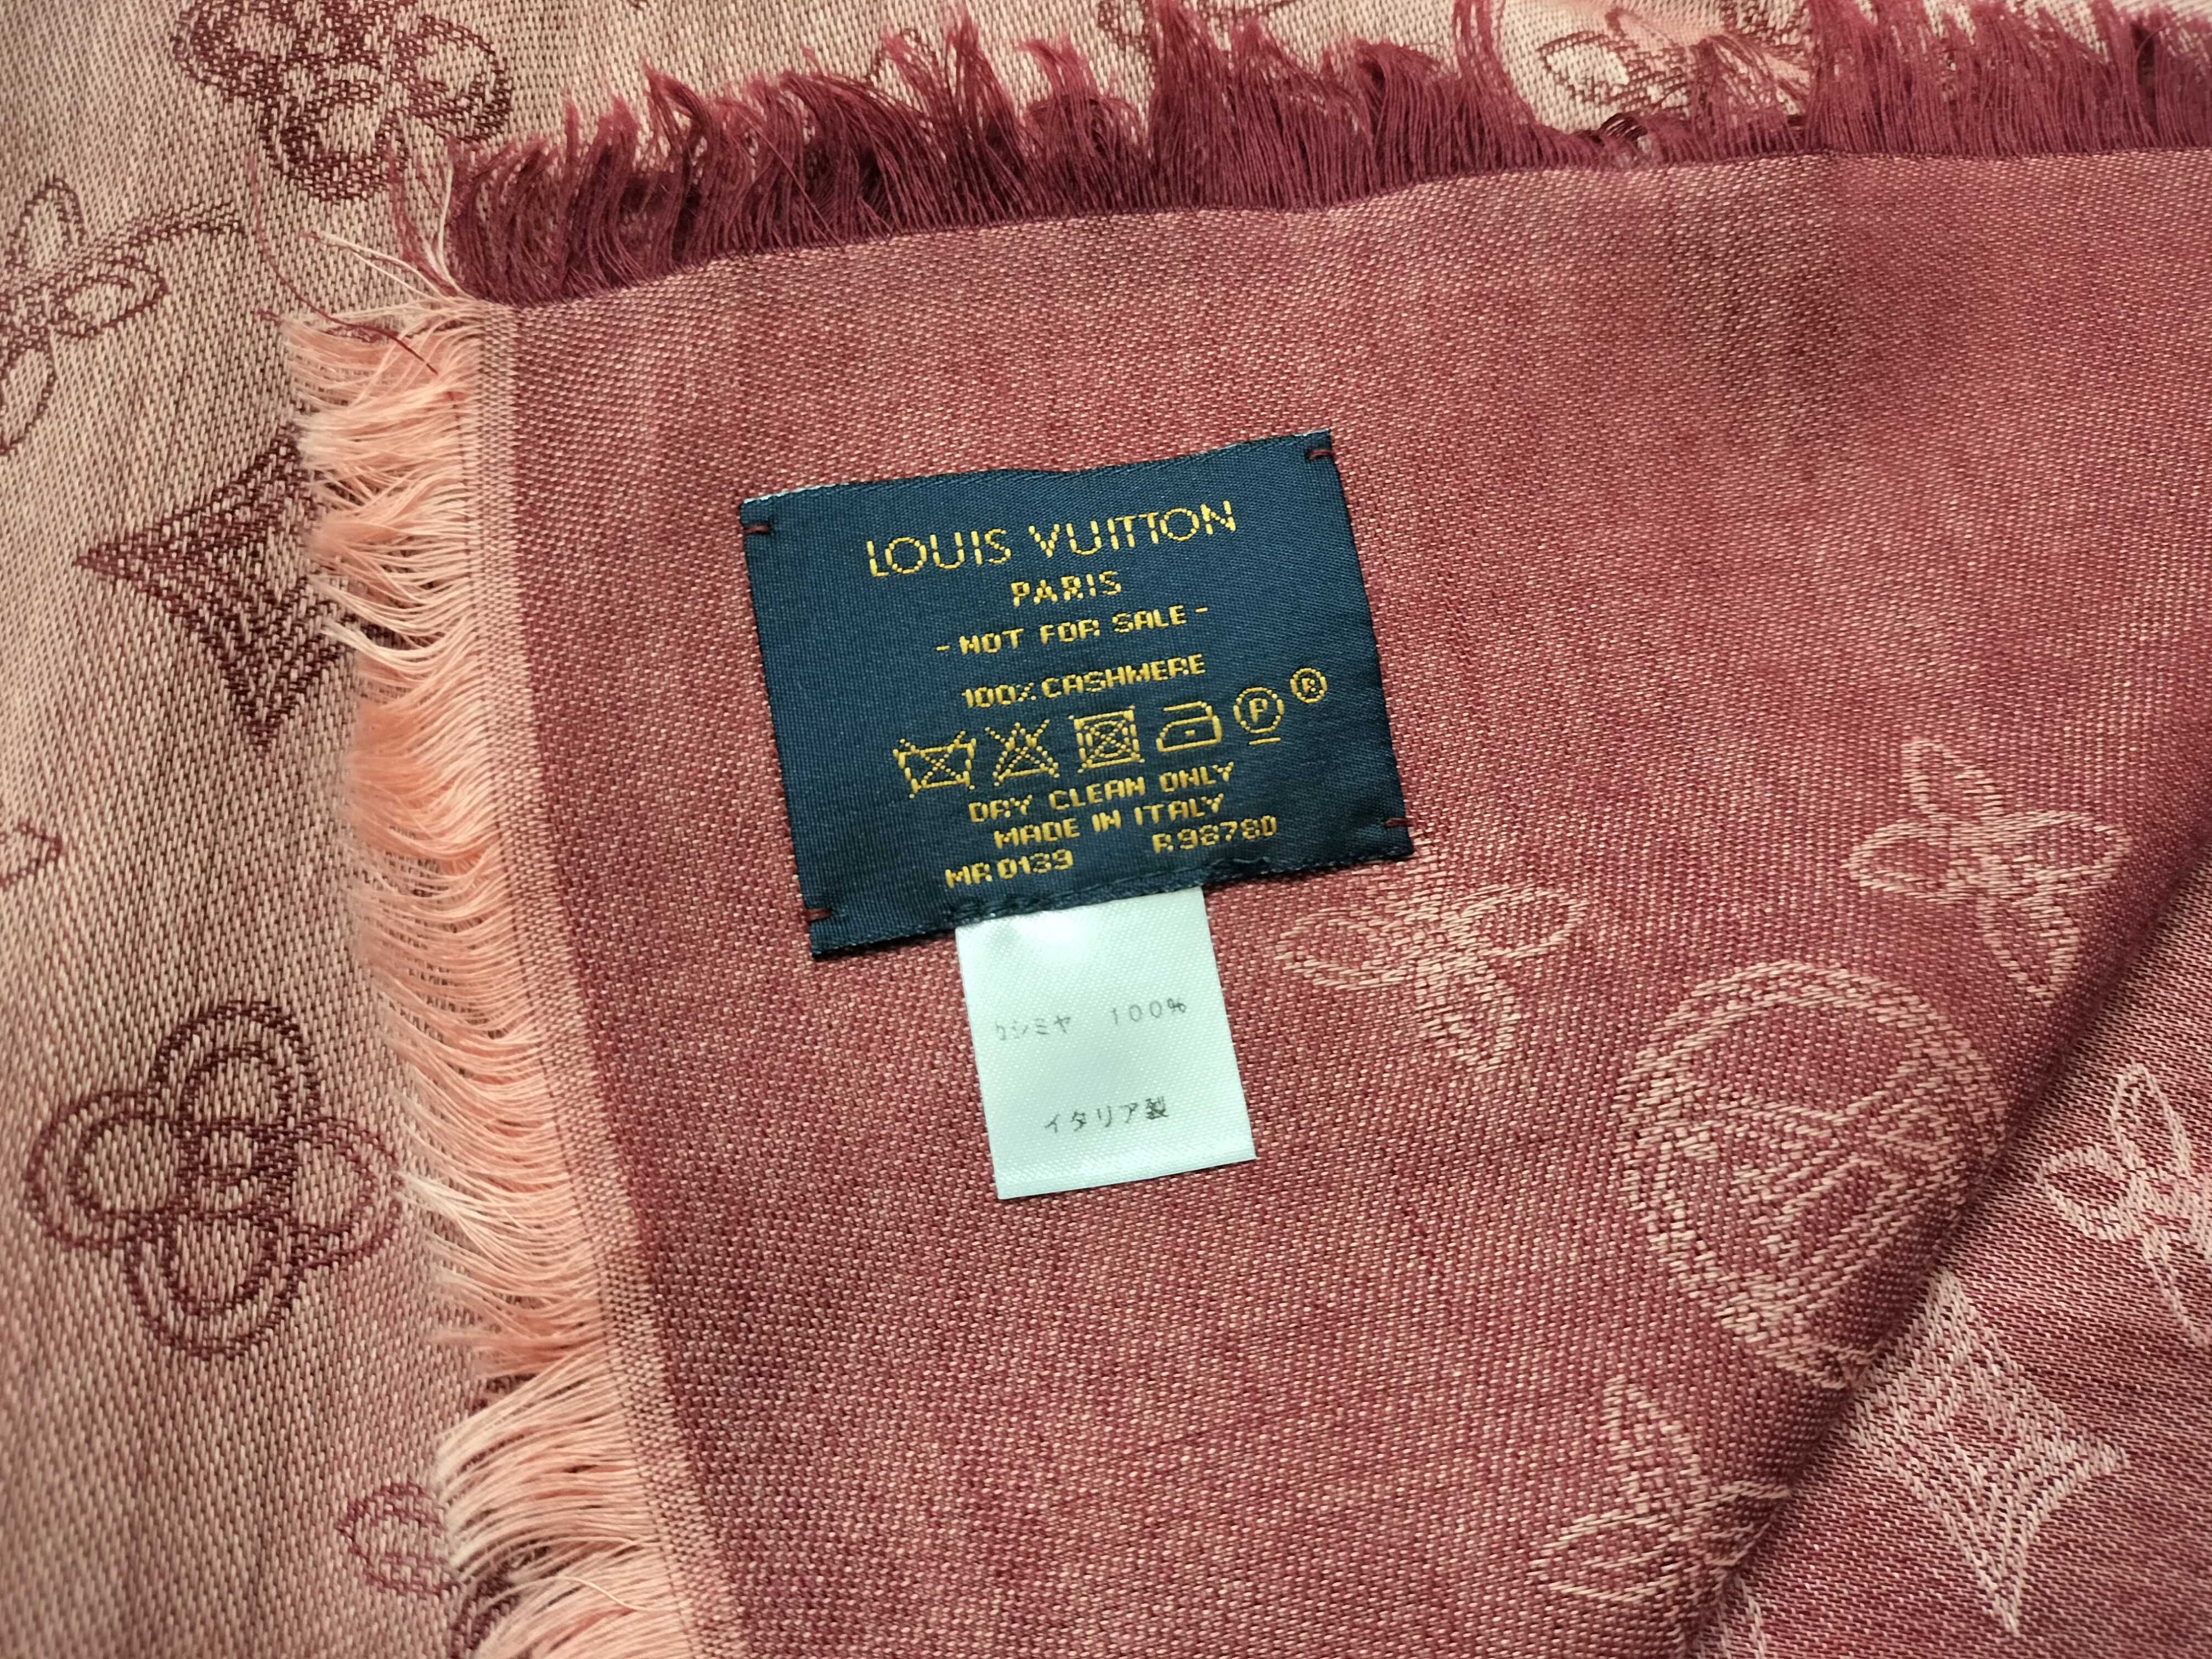 LOUIS VUITTON
PARIS
- NOT FOR SALE -
100% CASHMERE
P ®
DRY CLEAN ONLY
MADE IN ITALY
MR0139 R98780
カシミヤ 100%
イタリア製